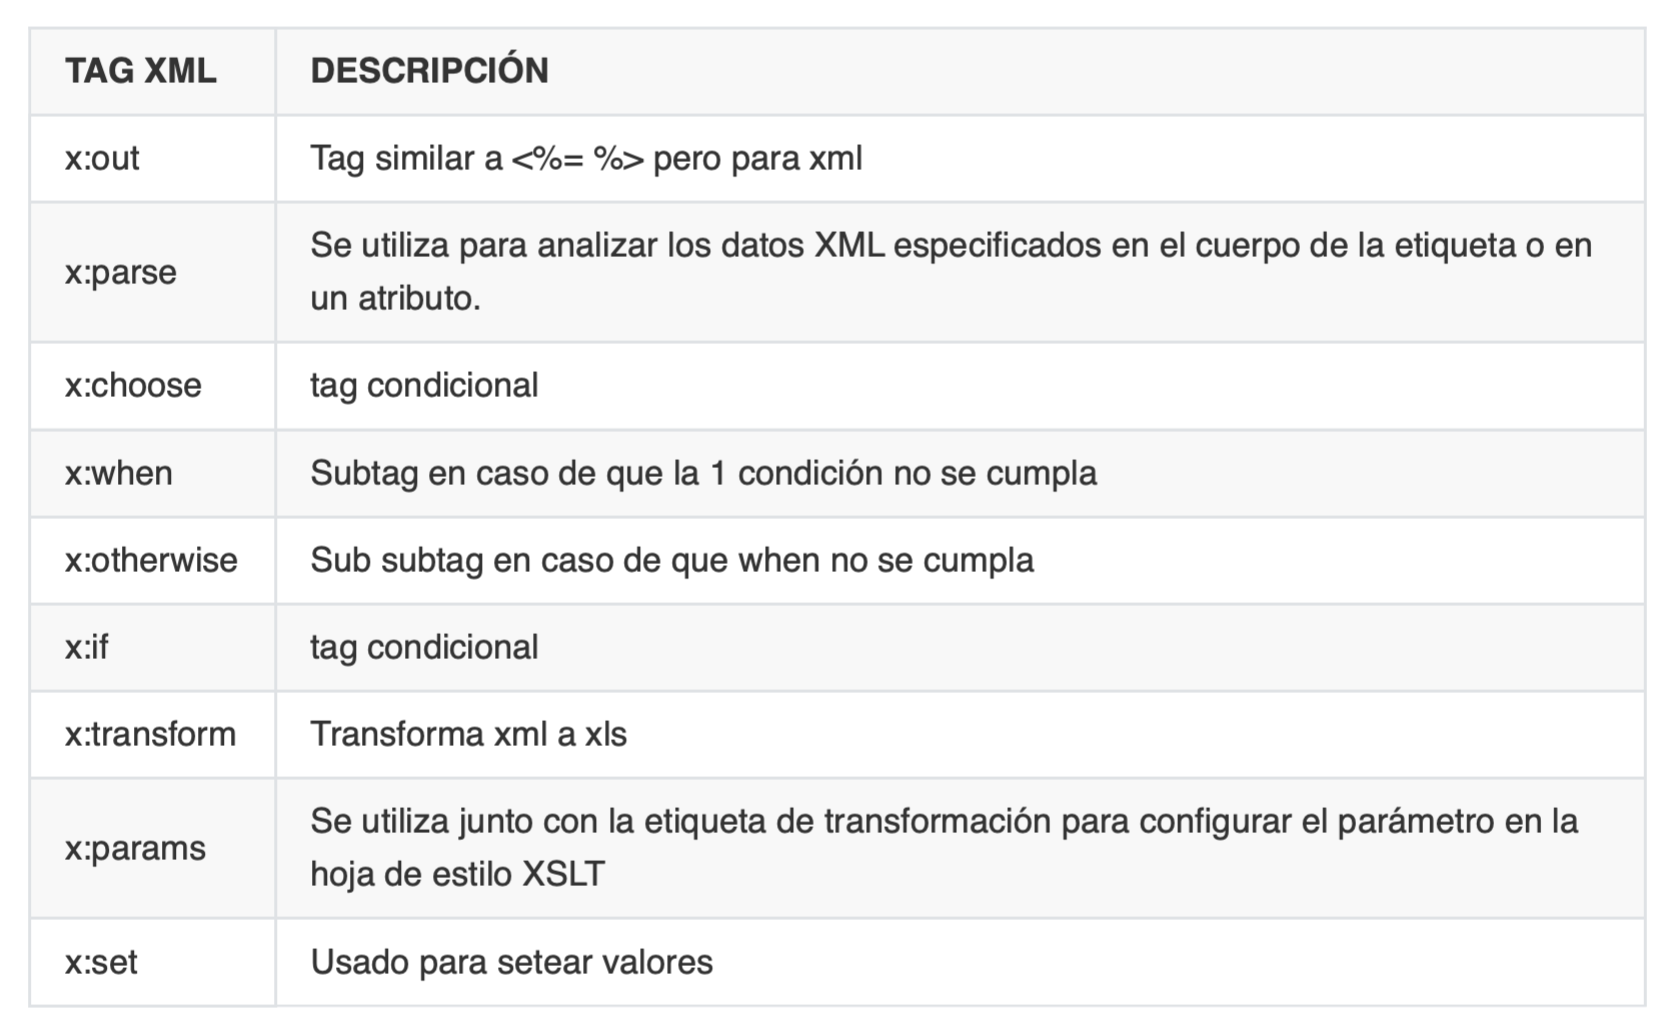 TAG XML DESCRIPCIÓN
x:out Tag similar a <%= %> pero para xml
x:parse Se utiliza para analizar los datos XML especificados en el cuerpo de la etiqueta o en
un atributo.
x:choose tag condicional
x:when Subtag en caso de que la 1 condición no se cumpla
x:otherwise Sub subtag en caso de que when no se cumpla
x:if tag condicional
x:transform Transforma xml a xls
x:params Se utiliza junto con la etiqueta de transformación para configurar el parámetro en la
hoja de estilo XSLT
x:set Usado para setear valores